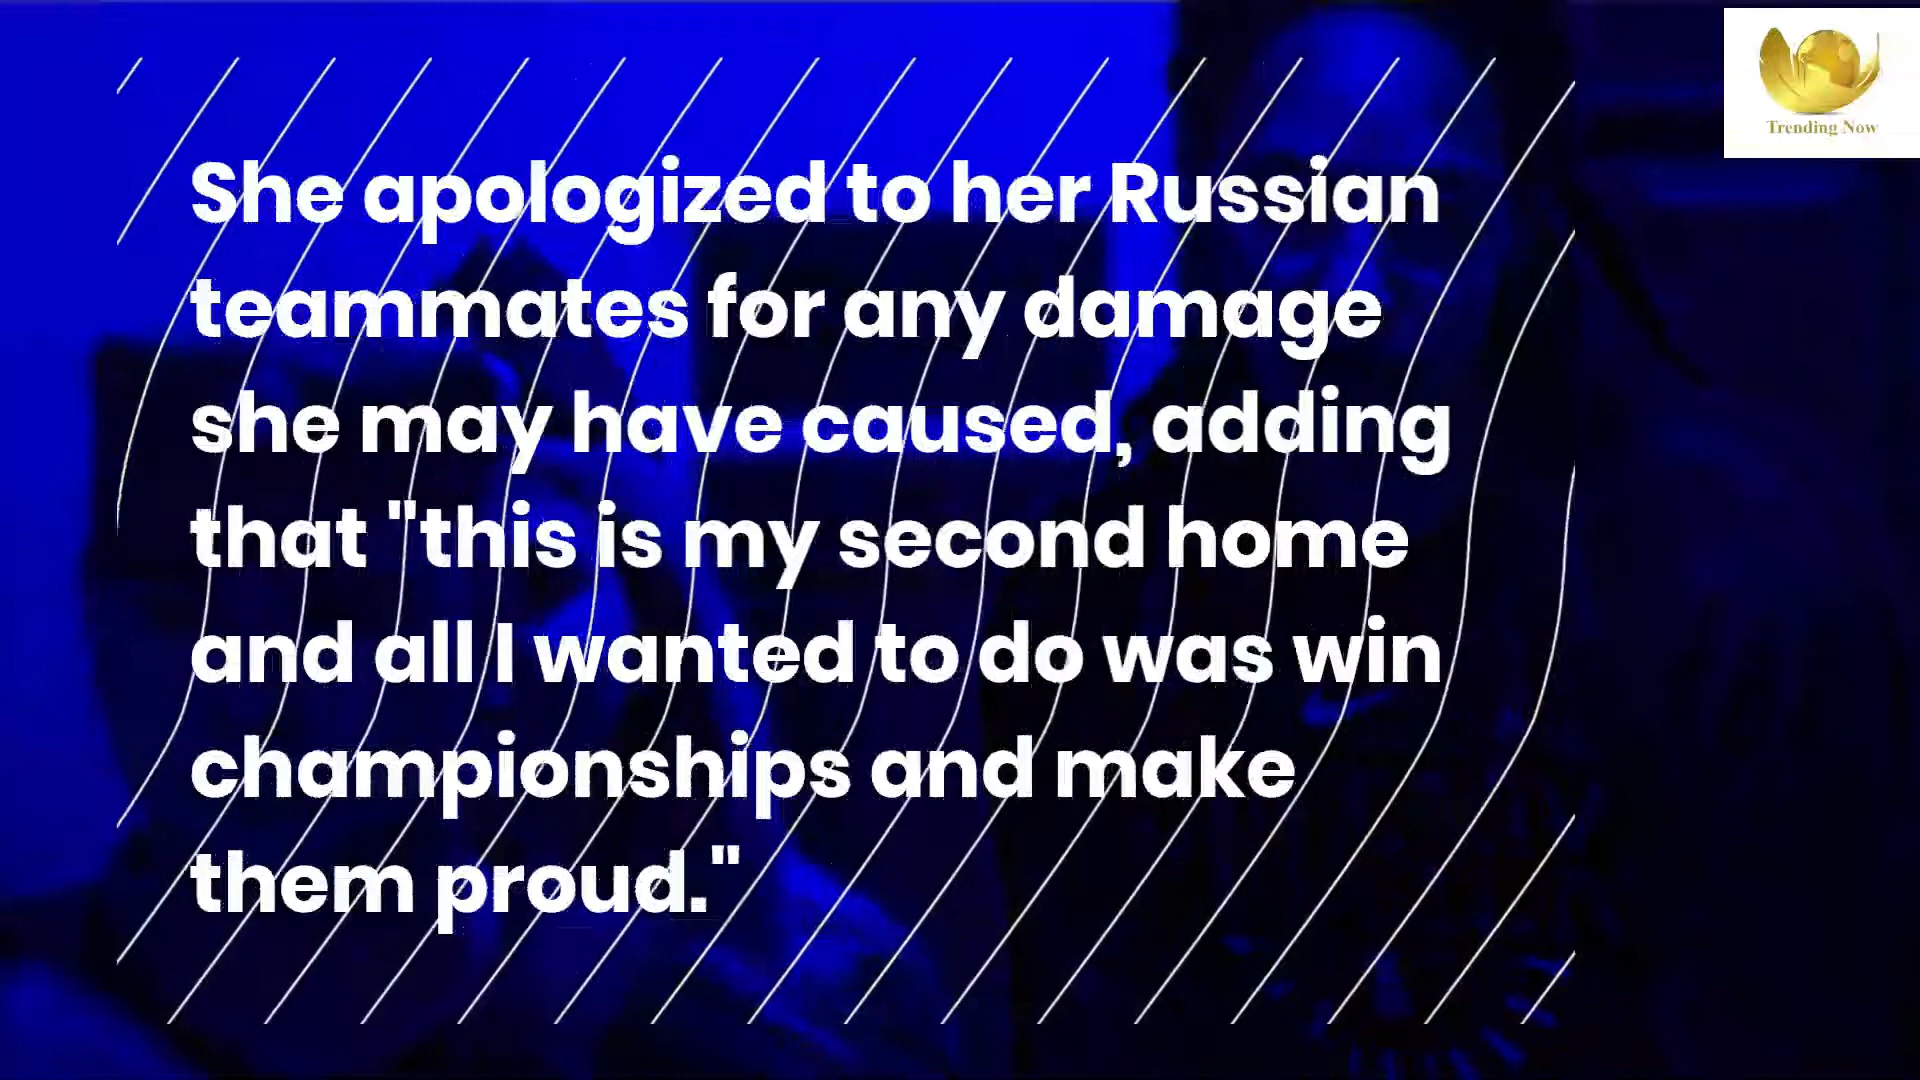 Trending Now
She apologized to her Russian
teammates for any damage
she may have caused, adding
that "this is my second home
and all I wanted to do was win
championships and make
them proud."